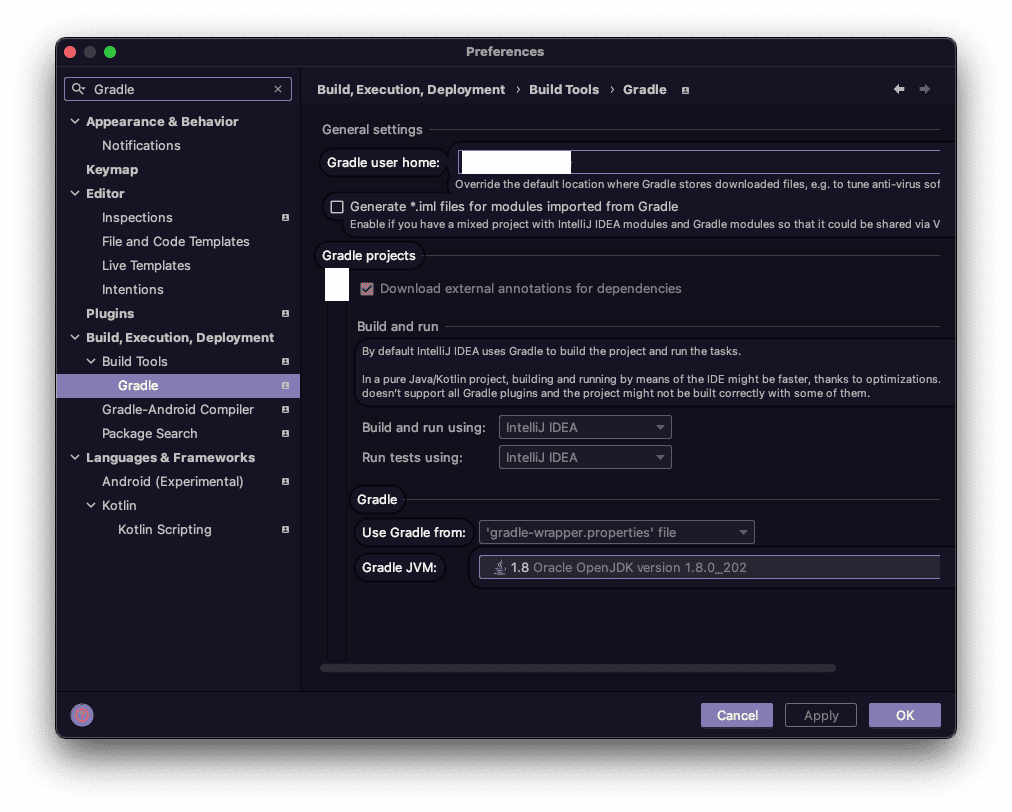 Preferences
Gradle
Build, Execution, Deployment › Build Tools › Gradle
Appearance & Behavior
Notifications
Keymap
Editor
Inspections
File and Code Templates
Live Templates
Intentions
Plugins
Build, Execution, Deployment
Build Tools
Gradle
Gradle-Android Compiler
Package Search
Languages & Frameworks
Android (Experimental)
Kotlin
Kotlin Scripting
General settings
Gradle user home:
Override the default location where Gradle stores downloaded files, e.g. to tune anti-virus sof
Generate *.iml files for modules imported from Gradle
Enable if you have a mixed project with IntelliJ IDEA modules and Gradle modules so that it could be shared via V
Gradle projects
Download external annotations for dependencies
Build and run
By default IntelliJ IDEA uses Gradle to build the project and run the tasks.
In a pure Java/Kotlin project, building and running by means of the IDE might be faster, thanks to optimizations.
doesn't support all Gradle plugins and the project might not be built correctly with some of them.
Build and run using: IntelliJ IDEA
Run tests using: IntelliJ IDEA
Gradle
Use Gradle from: 'gradle-wrapper.properties' file
Gradle JVM: 1.8 Oracle OpenJDK version 1.8.0_202
Cancel Apply OK